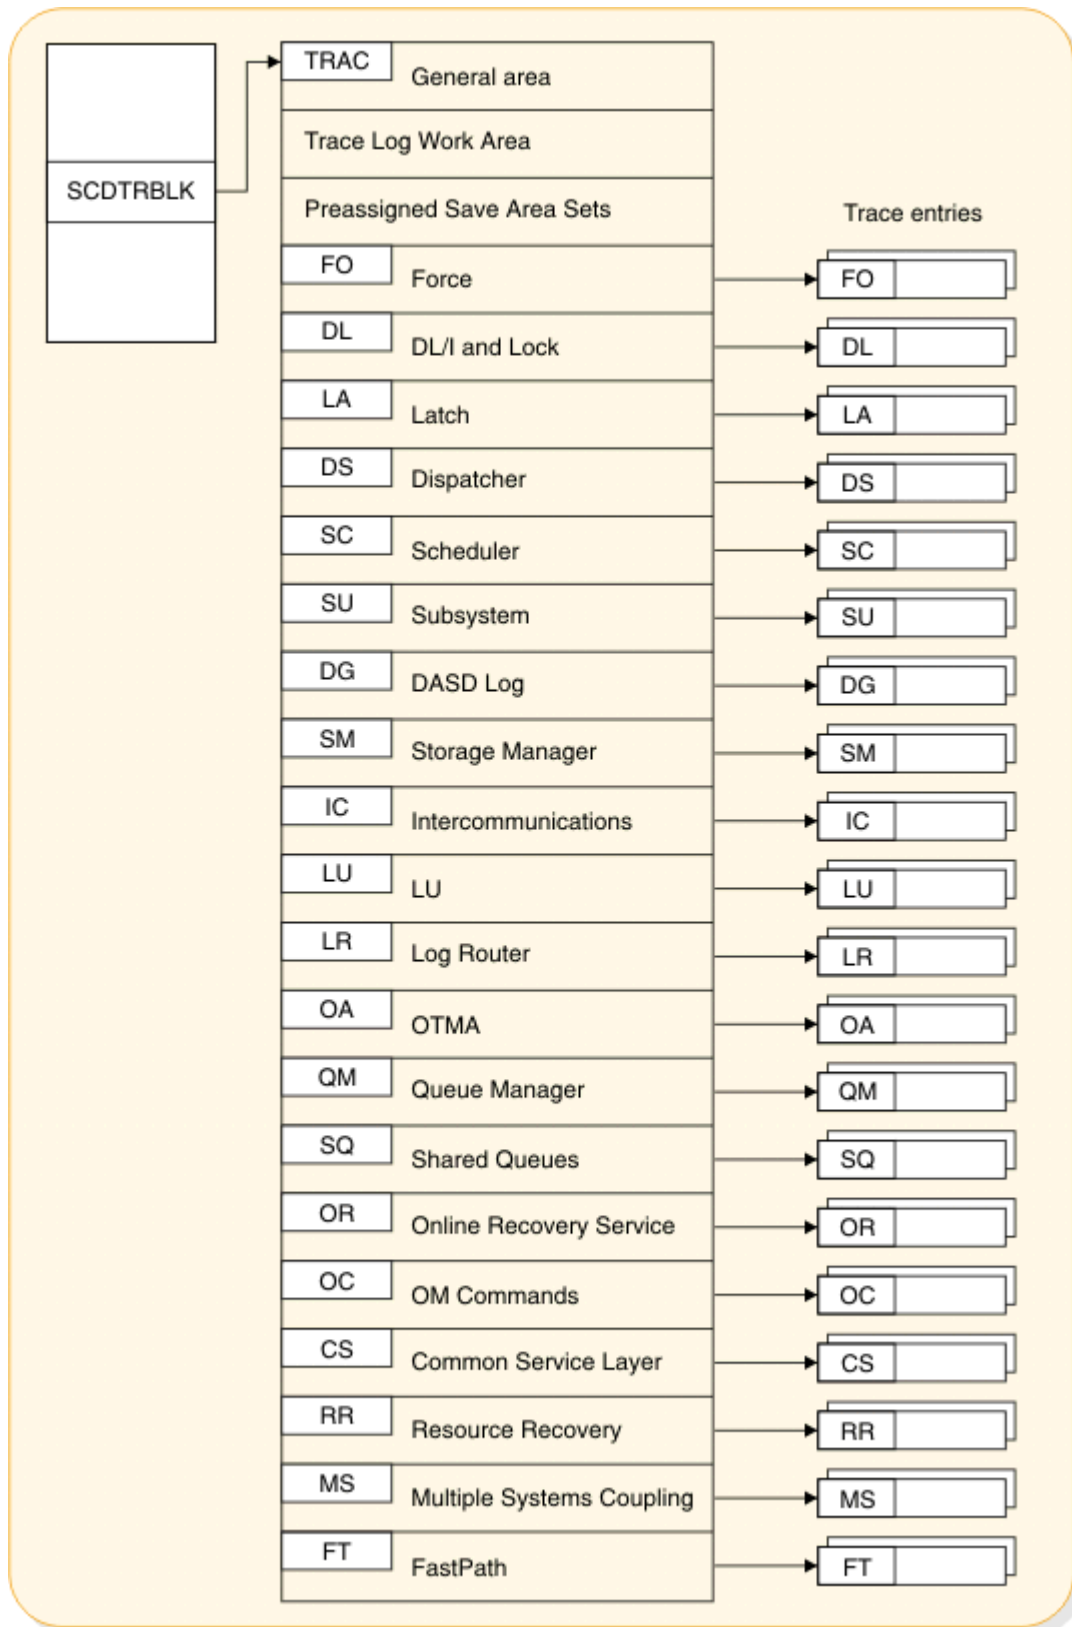 SCDTRBLK
TRAC
General area
Trace Log Work Area
Preassigned Save Area Sets
Trace entries
FO
Force
FO
DL
DL/I and Lock
DL
LA
Latch
LA
DS
Dispatcher
DS
SC
Scheduler
SC
SU
Subsystem
SU
DG
DASD Log
DG
SM
Storage Manager
SM
IC
Intercommunications
IC
LU
LU
LU
LR
Log Router
LR
OA
OTMA
OA
QM
Queue Manager
QM
SQ
Shared Queues
SQ
OR
Online Recovery Service
OR
OC
OM Commands
OC
CS
Common Service Layer
CS
RR
Resource Recovery
RR
MS
Multiple Systems Coupling
MS
FT
FastPath
FT